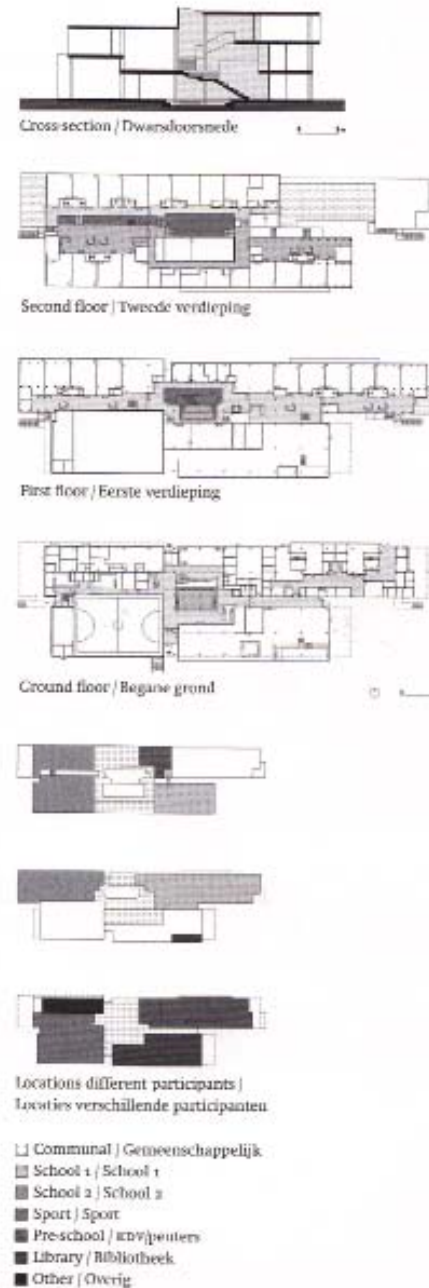 Cross-section / Dwarsdoorsnede
Second floor / Tweede verdieping
First floor / Eerste verdieping
Ground floor / Begane grond
Locations different participants /
Locaties verschillende participanten
Communal / Gemeenschappelijk
School 1 / School 1
School 2 / School 2
Sport / Sport
Pre-school / KDV/peuters
Library / Bibliotheek
Other / Overig